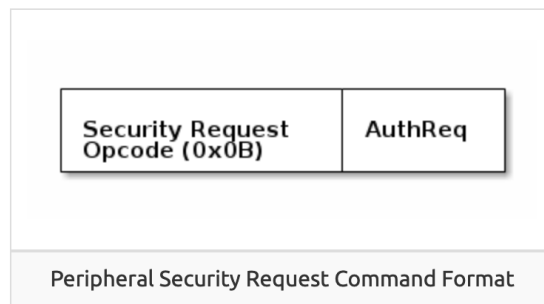 Security Request AuthReq
Opcode (0x0B)
Peripheral Security Request Command Format